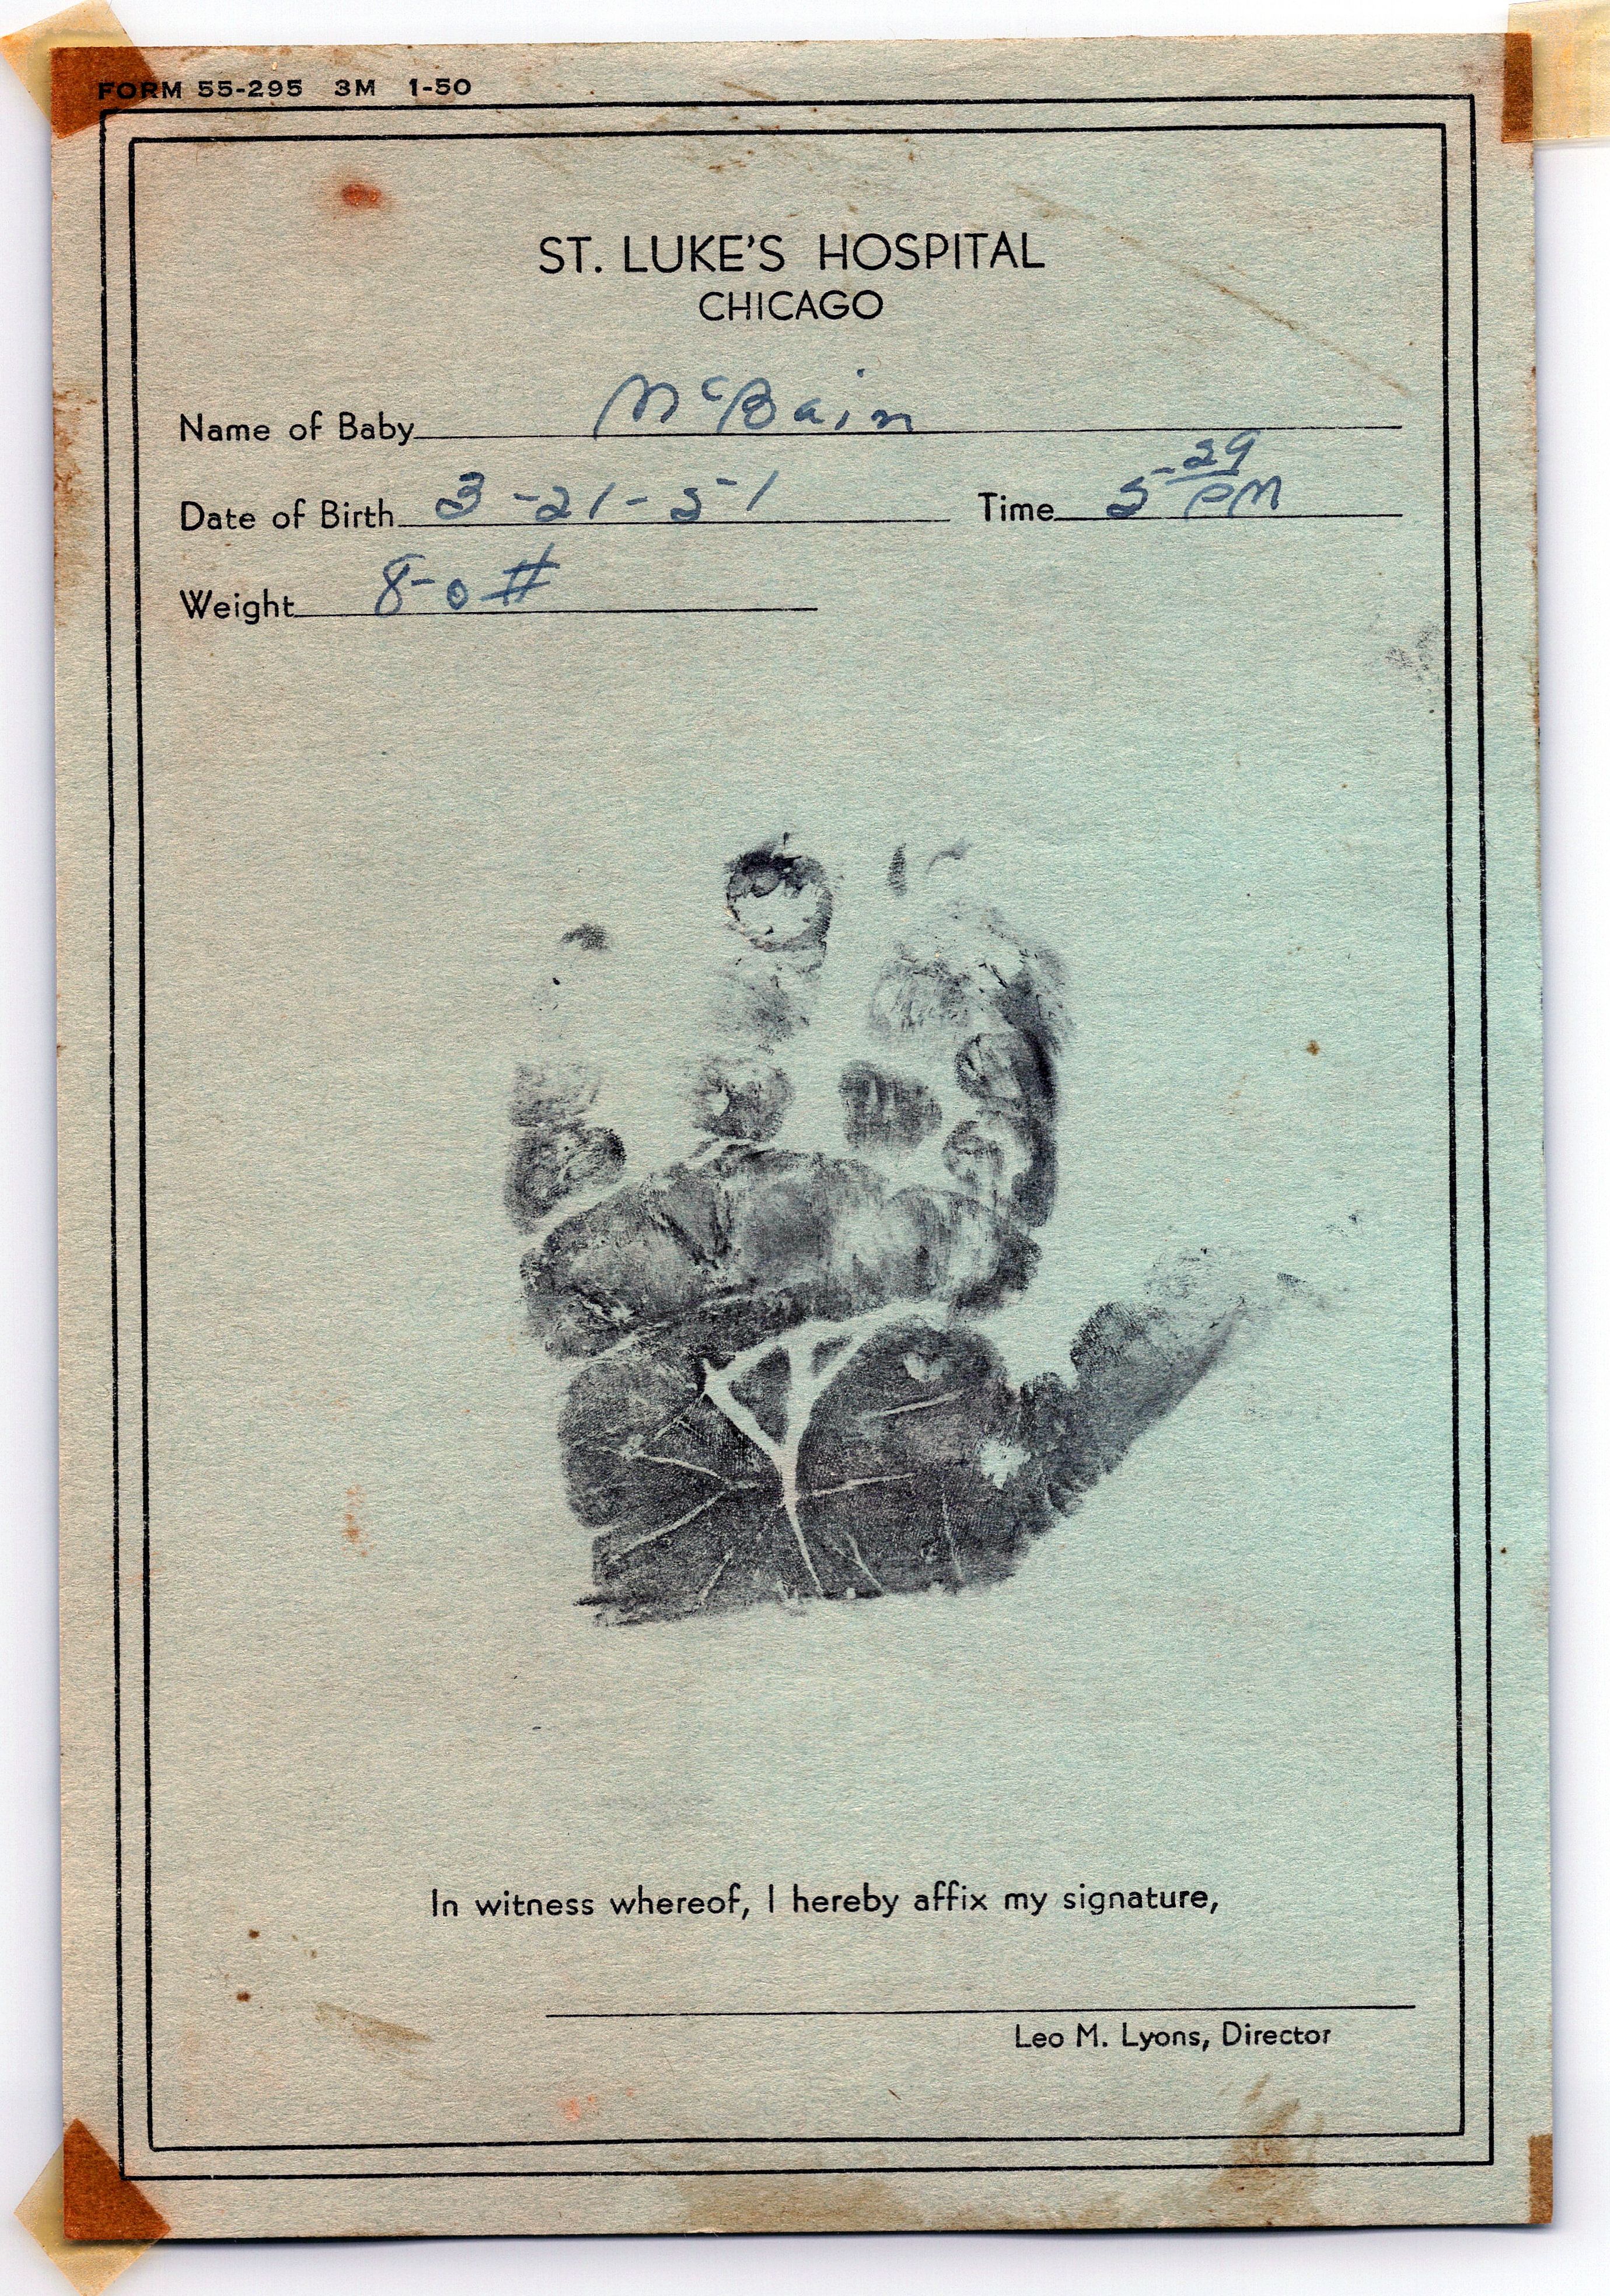 FORM 55-295 3M 1-50
ST. LUKE'S HOSPITAL
CHICAGO
Name of Baby McBain
Date of Birth 3-21-51 Time 5-29 PM
Weight 8-0#
In witness whereof, I hereby affix my signature,
Leo M. Lyons, Director